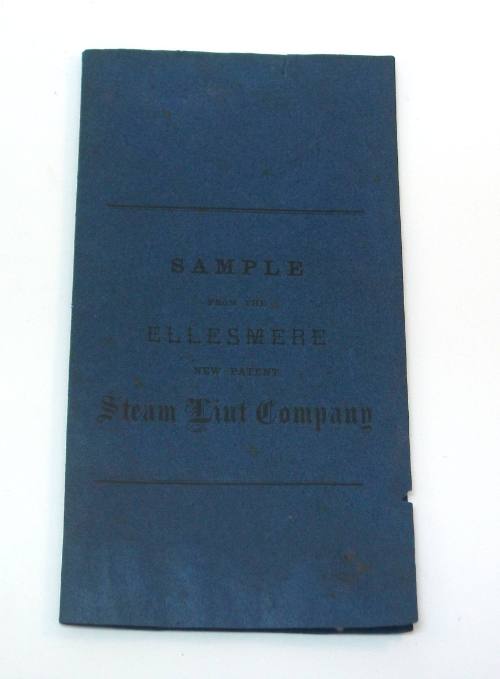 SAMPLE
FROM THE
ELLESMERE
NEW PATENT
Steam Lint Company